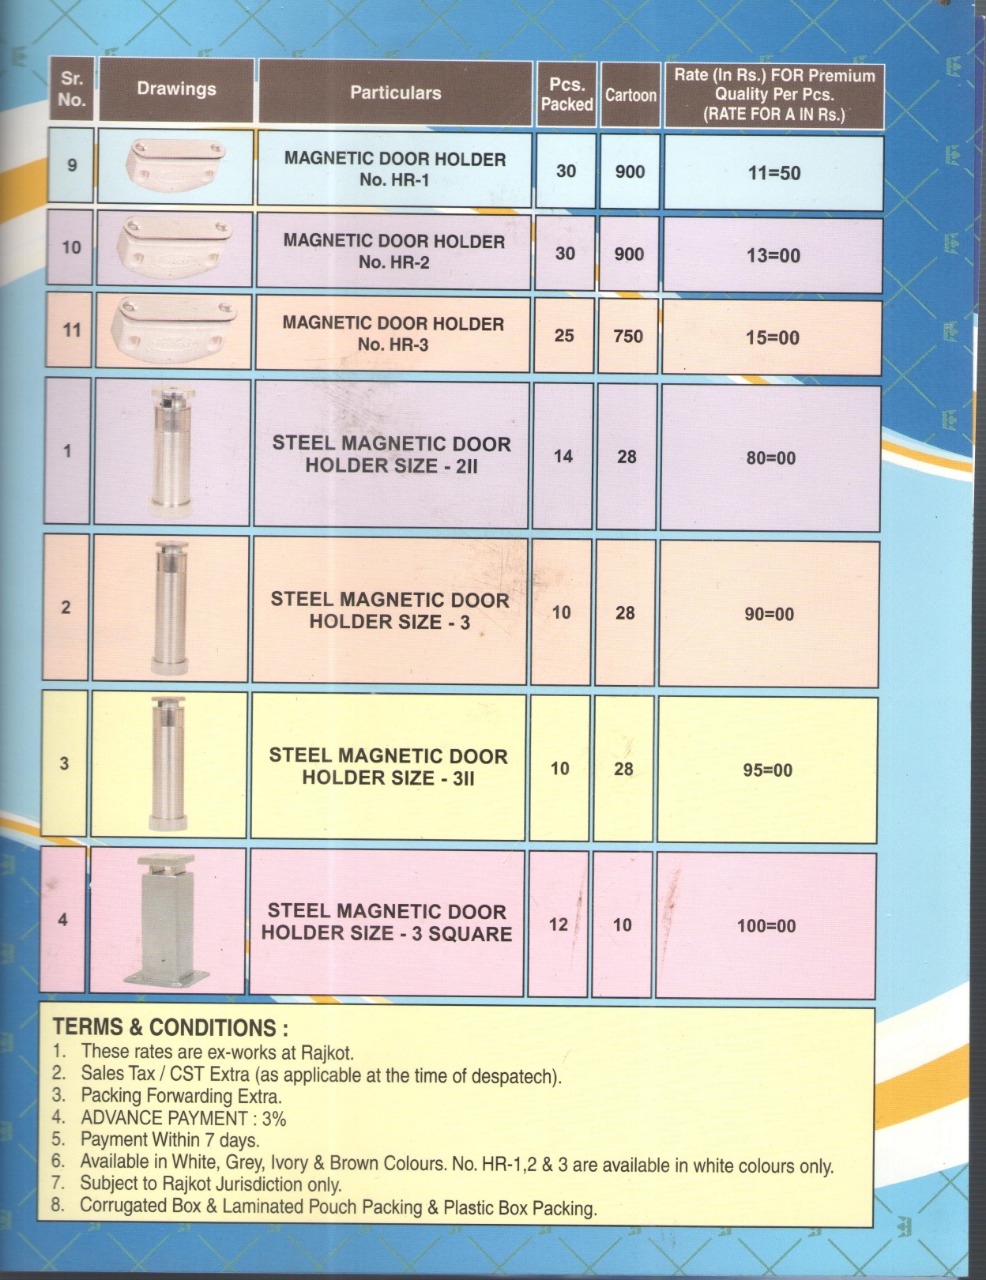 Sr. No.
Drawings
Particulars
Pcs. Packed
Cartoon
Rate (In Rs.) FOR Premium
Quality Per Pcs.
(RATE FOR A IN Rs.)
9
MAGNETIC DOOR HOLDER
No. HR-1
30
900
11=50
10
MAGNETIC DOOR HOLDER
No. HR-2
30
900
13=00
11
MAGNETIC DOOR HOLDER
No. HR-3
25
750
15=00
1
STEEL MAGNETIC DOOR
HOLDER SIZE - 2II
14
28
80=00
2
STEEL MAGNETIC DOOR
HOLDER SIZE - 3
10
28
90=00
3
STEEL MAGNETIC DOOR
HOLDER SIZE - 3II
10
28
95=00
4
STEEL MAGNETIC DOOR
HOLDER SIZE - 3 SQUARE
12
10
100=00
TERMS & CONDITIONS :
1. These rates are ex-works at Rajkot.
2. Sales Tax / CST Extra (as applicable at the time of despatech).
3. Packing Forwarding Extra.
4. ADVANCE PAYMENT : 3%
5. Payment Within 7 days.
6. Available in White, Grey, Ivory & Brown Colours. No. HR-1,2 & 3 are available in white colours only.
7. Subject to Rajkot Jurisdiction only.
8. Corrugated Box & Laminated Pouch Packing & Plastic Box Packing.